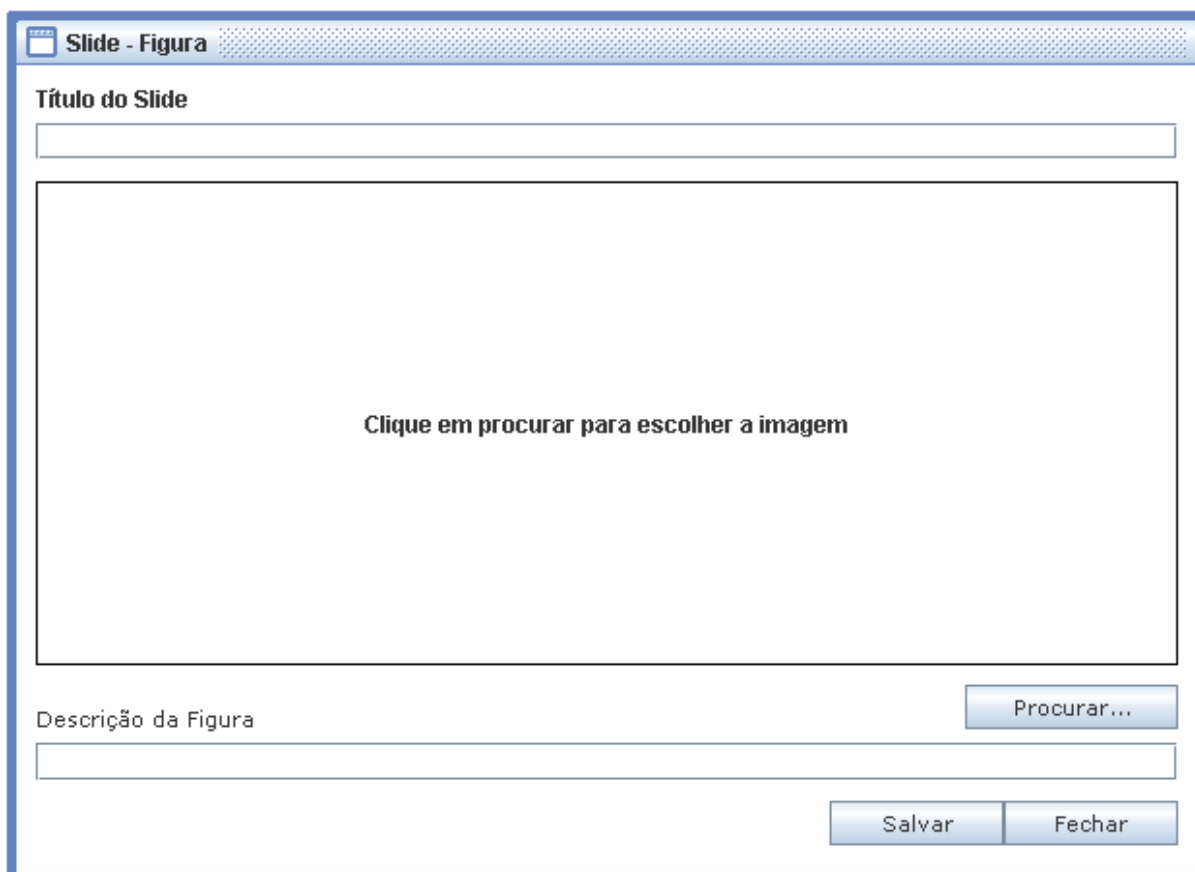 Slide - Figura
Título do Slide
Clique em procurar para escolher a imagem
Procurar...
Descrição da Figura
Salvar Fechar